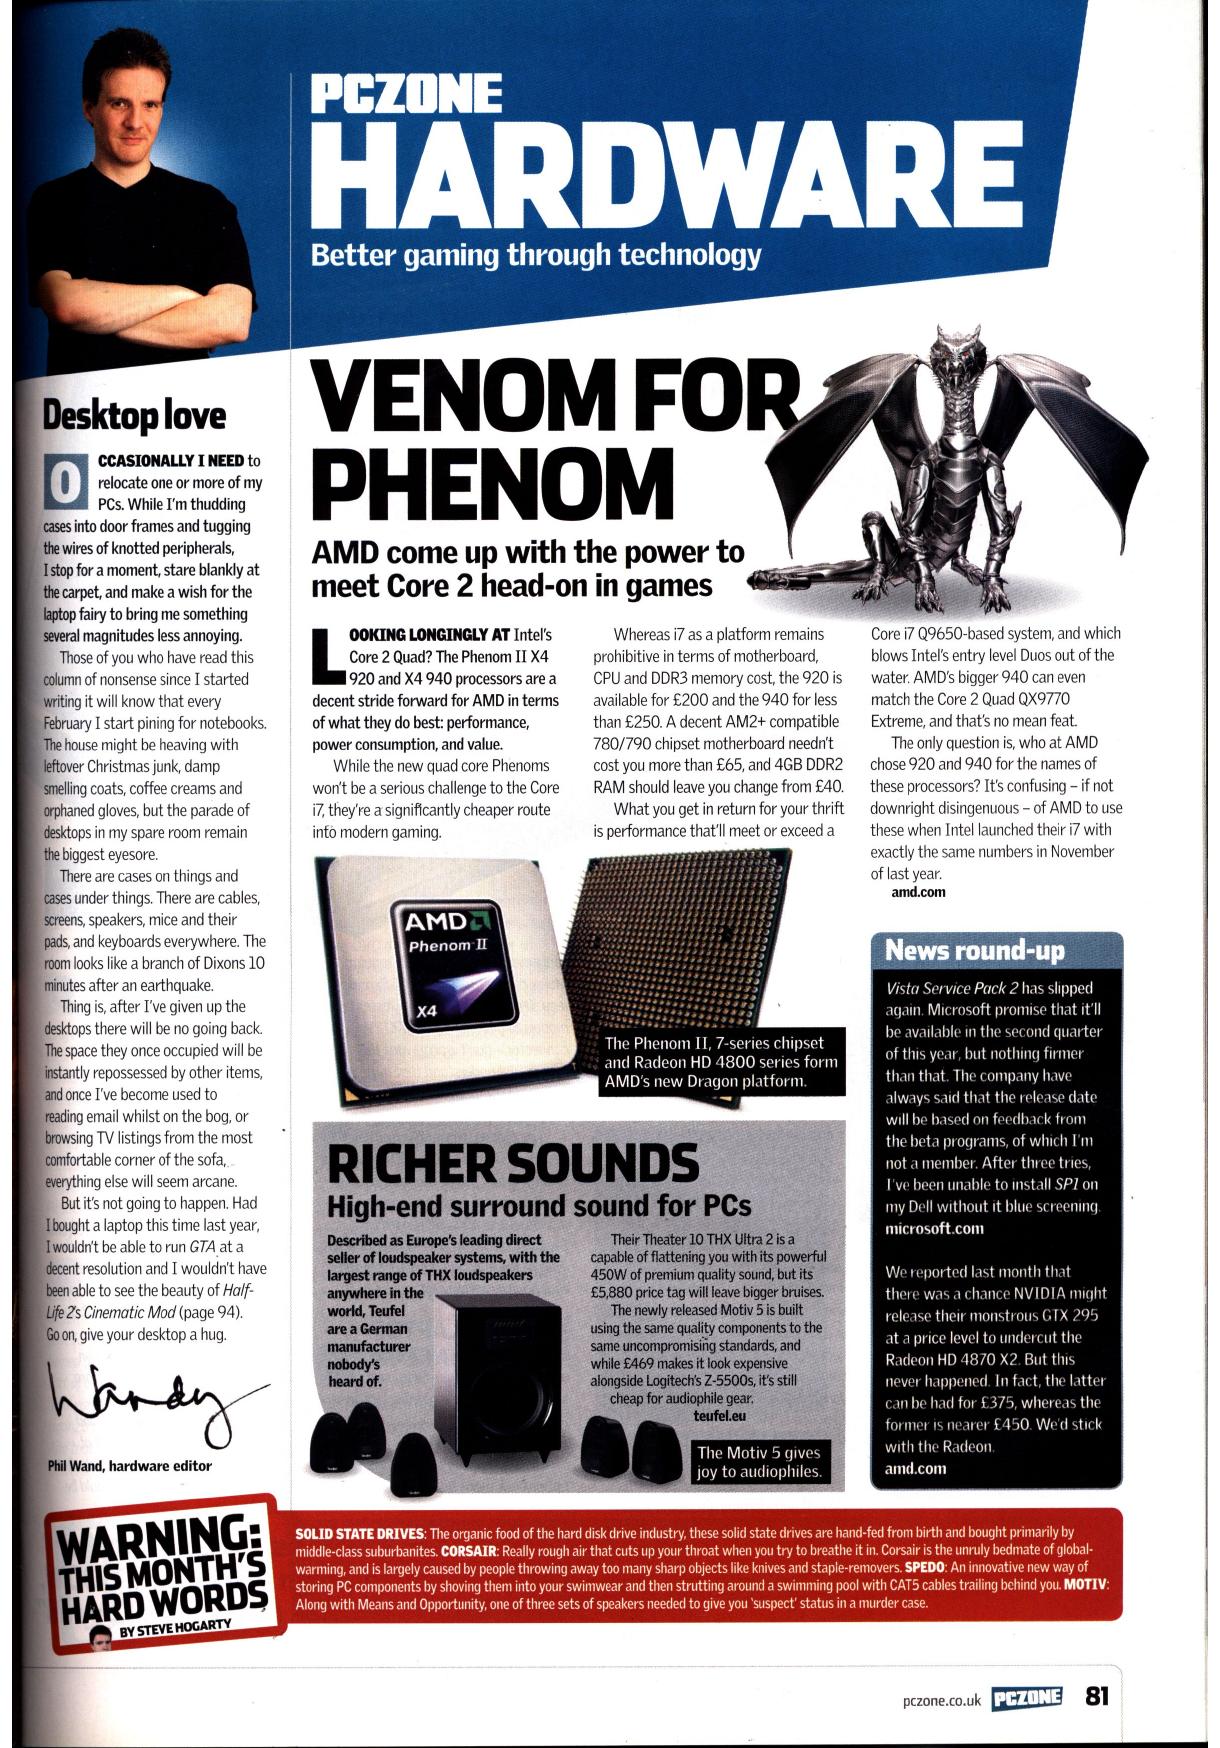 PCZONE
HARDWARE
Better gaming through technology
Desktop love
OCCASIONALLY I NEED to
relocate one or more of my
PCs. While I'm thudding
cases into door frames and tugging
the wires of knotted peripherals,
I stop for a moment, stare blankly at
the carpet, and make a wish for the
laptop fairy to bring me something
several magnitudes less annoying.
Those of you who have read this
column of nonsense since I started
writing it will know that every
February I start pining for notebooks.
The house might be heaving with
leftover Christmas junk, damp
smelling coats, coffee creams and
orphaned gloves, but the parade of
desktops in my spare room remain
the biggest eyesore.
There are cases on things and
cases under things. There are cables,
screens, speakers, mice and their
pads, and keyboards everywhere. The
room looks like a branch of Dixons 10
minutes after an earthquake.
Thing is, after I've given up the
desktops there will be no going back.
The space they once occupied will be
instantly repossessed by other items,
and once I've become used to
reading email whilst on the bog, or
browsing TV listings from the most
comfortable corner of the sofa,
everything else will seem arcane.
But it's not going to happen. Had
I bought a laptop this time last year,
I wouldn't be able to run GTA at a
decent resolution and I wouldn't have
been able to see the beauty of Half-
Life 2's Cinematic Mod (page 94).
Go on, give your desktop a hug.
Wandy
Phil Wand, hardware editor
VENOM FOR
PHENOM
AMD come up with the power to
meet Core 2 head-on in games
LOOKING LONGINGLY AT Intel's
Core 2 Quad? The Phenom II X4
920 and X4 940 processors are a
decent stride forward for AMD in terms
of what they do best: performance,
power consumption, and value.
While the new quad core Phenoms
won't be a serious challenge to the Core
i7, they're a significantly cheaper route
into modern gaming.
Whereas i7 as a platform remains
prohibitive in terms of motherboard,
CPU and DDR3 memory cost, the 920 is
available for £200 and the 940 for less
than £250. A decent AM2+ compatible
780/790 chipset motherboard needn't
cost you more than £65, and 4GB DDR2
RAM should leave you change from £40.
What you get in return for your thrift
is performance that'll meet or exceed a
Core i7 Q9650-based system, and which
blows Intel's entry level Duos out of the
water. AMD's bigger 940 can even
match the Core 2 Quad QX9770
Extreme, and that's no mean feat.
The only question is, who at AMD
chose 920 and 940 for the names of
these processors? It's confusing – if not
downright disingenuous – of AMD to use
these when Intel launched their i7 with
exactly the same numbers in November
of last year.
amd.com
AMD
Phenom II
X4
The Phenom II, 7-series chipset
and Radeon HD 4800 series form
AMD's new Dragon platform.
RICHER SOUNDS
High-end surround sound for PCs
Described as Europe's leading direct
seller of loudspeaker systems, with the
largest range of THX loudspeakers
anywhere in the
world, Teufel
are a German
manufacturer
nobody's
heard of.
Their Theater 10 THX Ultra 2 is a
capable of flattening you with its powerful
450W of premium quality sound, but its
£5,880 price tag will leave bigger bruises.
The newly released Motiv 5 is built
using the same quality components to the
same uncompromising standards, and
while £469 makes it look expensive
alongside Logitech's Z-5500s, it's still
cheap for audiophile gear.
teufel.eu
The Motiv 5 gives
joy to audiophiles.
News round-up
Vista Service Pack 2 has slipped
again. Microsoft promise that it'll
be available in the second quarter
of this year, but nothing firmer
than that. The company have
always said that the release date
will be based on feedback from
the beta programs, of which I'm
not a member. After three tries,
I've been unable to install SP1 on
my Dell without it blue screening.
microsoft.com
We reported last month that
there was a chance NVIDIA might
release their monstrous GTX 295
at a price level to undercut the
Radeon HD 4870 X2. But this
never happened. In fact, the latter
can be had for £375, whereas the
former is nearer £450. We'd stick
with the Radeon.
amd.com
WARNING:
THIS MONTH'S
HARD WORDS
BY STEVE HOGARTY
SOLID STATE DRIVES: The organic food of the hard disk drive industry, these solid state drives are hand-fed from birth and bought primarily by
middle-class suburbanites. CORSAIR: Really rough air that cuts up your throat when you try to breathe it in. Corsair is the unruly bedmate of global-
warming, and is largely caused by people throwing away too many sharp objects like knives and staple-removers. SPEDO: An innovative new way of
storing PC components by shoving them into your swimwear and then strutting around a swimming pool with CAT5 cables trailing behind you. MOTIV:
Along with Means and Opportunity, one of three sets of speakers needed to give you 'suspect' status in a murder case.
pczone.co.uk PCZONE 81